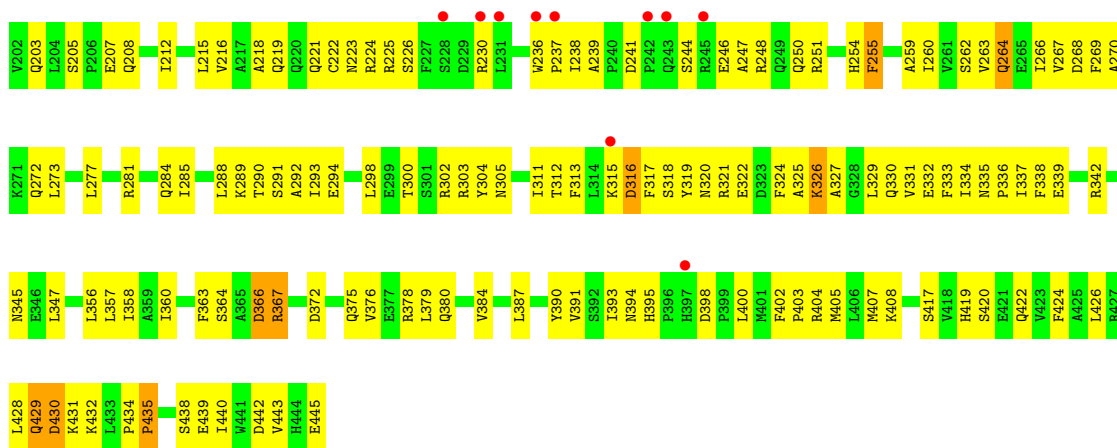 V202 Q203 L204 S205 P206 E207 Q208 I212 L215 V216 A217 A218 Q219 Q220 Q221 C222 N223 R224 R225 S226 F227 S228 D229 R230 L231 W236 P237 I238 A239 P240 D241 P242 Q243 S244 R245 E246 A247 R248 Q249 Q250 R251 H254 F255 A259 I260 V261 S262 V263 Q264 E265 I266 V267 D268 F269 A270
K271 Q272 L273 L277 R281 Q284 I285 L288 K289 T290 S291 A292 I293 E294 L298 E299 T300 S301 R302 R303 Y304 N305 I311 T312 F313 L314 K315 D316 F317 S318 Y319 N320 R321 E322 D323 F324 A325 K326 A327 G328 L329 Q330 V331 E332 F333 I334 N335 P336 I337 F338 E339 R342
N345 E346 L347 L356 L357 I358 A359 I360 F363 S364 A365 D366 R367 D372 Q375 V376 E377 R378 L379 Q380 V384 L387 Y390 V391 S392 I393 N394 H395 P396 H397 D398 P399 L400 M401 F402 P403 R404 M405 L406 M407 K408 S417 V418 H419 S420 E421 Q422 V423 F424 A425 L426 R427
L428 Q429 D430 K431 K432 L433 P434 P435 S438 E439 I440 W441 D442 V443 H444 E445